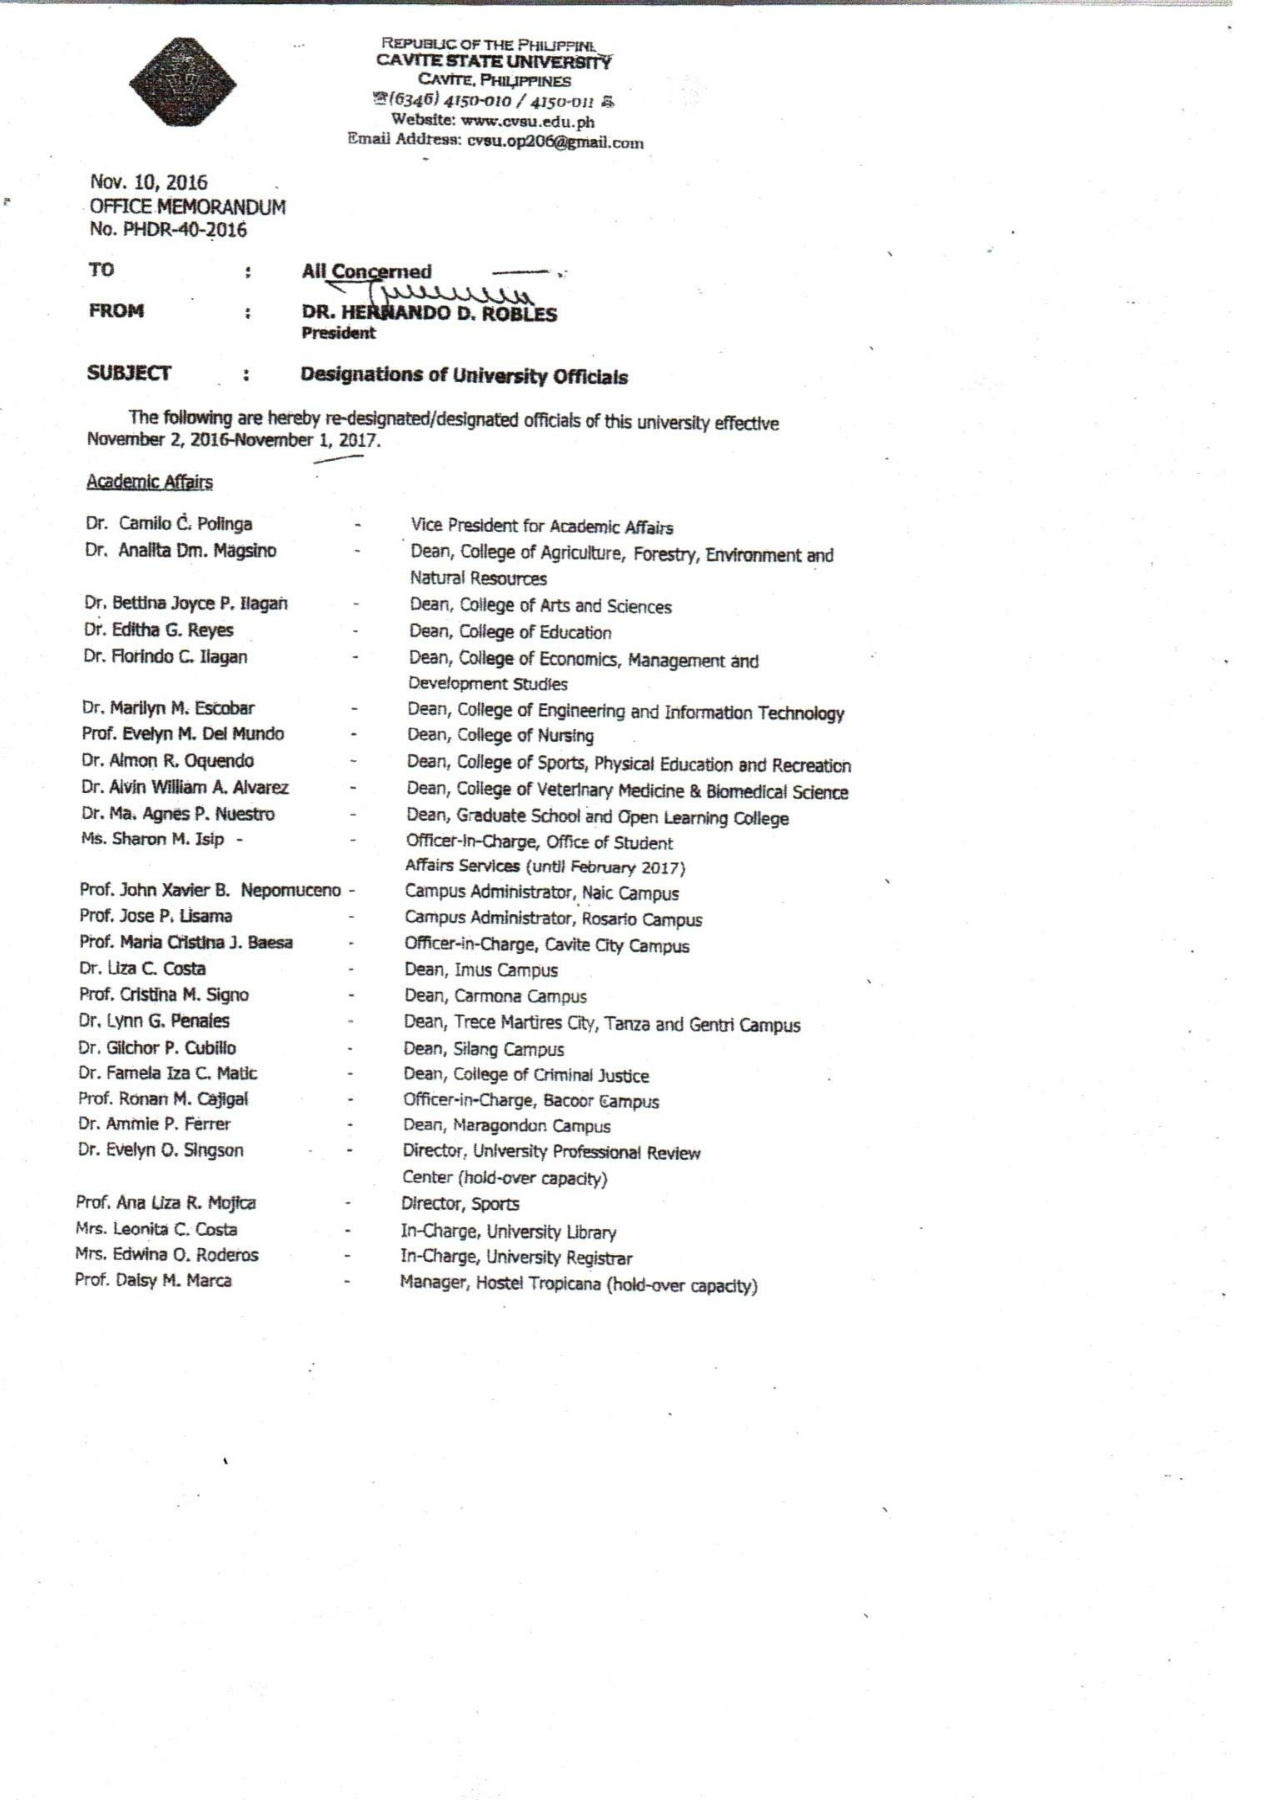 REPUBLIC OF THE PHILIPPINE
CAVITE STATE UNIVERSITY
CAVITE, PHILIPPINES
☎(6346) 4150-010 / 4150-011
Website: www.cvsu.edu.ph
Email Address: cvsu.op206@gmail.com
Nov. 10, 2016
OFFICE MEMORANDUM
No. PHDR-40-2016
TO : All Concerned
FROM : DR. HERNANDO D. ROBLES
President
SUBJECT : Designations of University Officials
The following are hereby re-designated/designated officials of this university effective
November 2, 2016-November 1, 2017.
Academic Affairs
Dr. Camilo C. Polinga - Vice President for Academic Affairs
Dr. Analita Dm. Magsino - Dean, College of Agriculture, Forestry, Environment and
Natural Resources
Dr. Bettina Joyce P. Ilagan - Dean, College of Arts and Sciences
Dr. Editha G. Reyes - Dean, College of Education
Dr. Florindo C. Ilagan - Dean, College of Economics, Management and
Development Studies
Dr. Marilyn M. Escobar - Dean, College of Engineering and Information Technology
Prof. Evelyn M. Del Mundo - Dean, College of Nursing
Dr. Almon R. Oquendo - Dean, College of Sports, Physical Education and Recreation
Dr. Alvin William A. Alvarez - Dean, College of Veterinary Medicine & Biomedical Science
Dr. Ma. Agnes P. Nuestro - Dean, Graduate School and Open Learning College
Ms. Sharon M. Isip - - Officer-in-Charge, Office of Student
Affairs Services (until February 2017)
Prof. John Xavier B. Nepomuceno - Campus Administrator, Naic Campus
Prof. Jose P. Lisama - Campus Administrator, Rosario Campus
Prof. Maria Cristina J. Baesa - Officer-in-Charge, Cavite City Campus
Dr. Liza C. Costa - Dean, Imus Campus
Prof. Cristina M. Signo - Dean, Carmona Campus
Dr. Lynn G. Penales - Dean, Trece Martires City, Tanza and Gentri Campus
Dr. Gilchor P. Cubillo - Dean, Silang Campus
Dr. Famela Iza C. Matic - Dean, College of Criminal Justice
Prof. Ronan M. Cajigal - Officer-in-Charge, Bacoor Campus
Dr. Ammie P. Ferrer - Dean, Maragondon Campus
Dr. Evelyn O. Singson - Director, University Professional Review
Center (hold-over capacity)
Prof. Ana Liza R. Mojica - Director, Sports
Mrs. Leonita C. Costa - In-Charge, University Library
Mrs. Edwina O. Roderos - In-Charge, University Registrar
Prof. Daisy M. Marca - Manager, Hostel Tropicana (hold-over capacity)